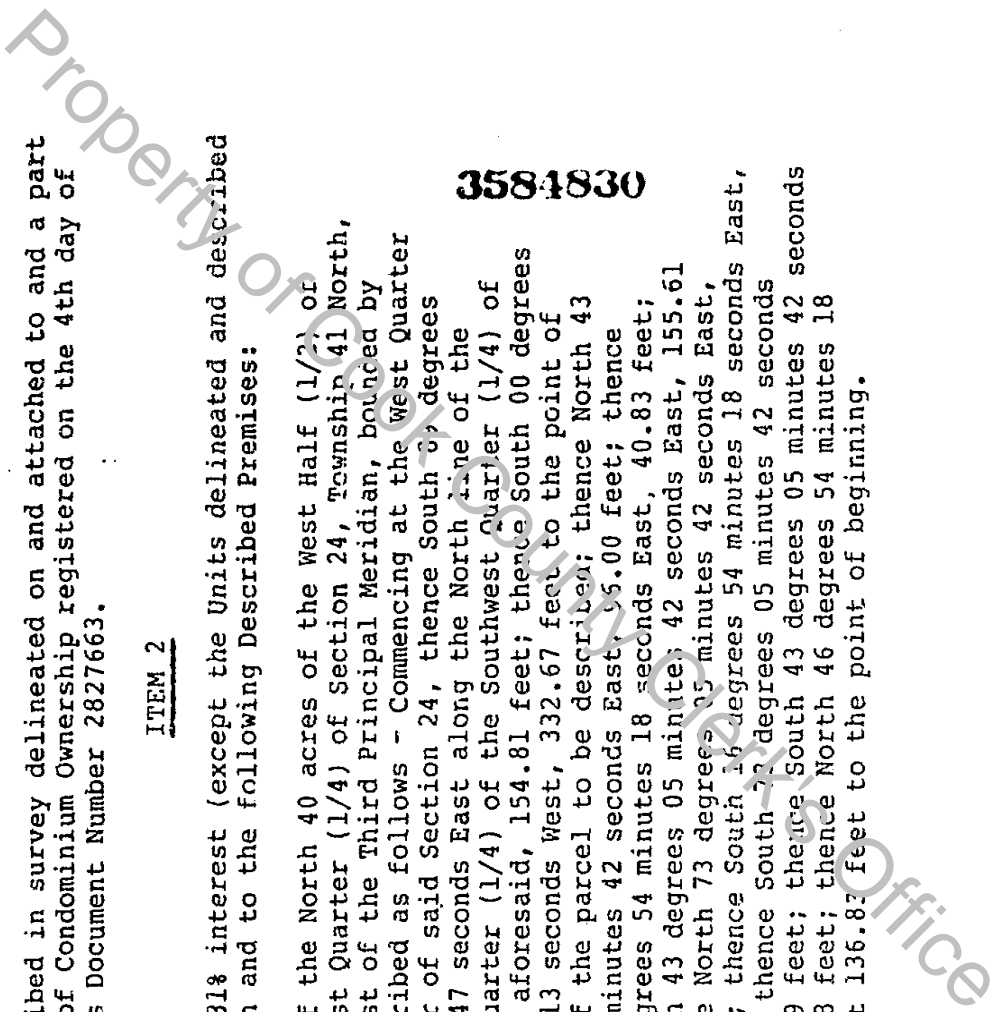 ibed in survey delineated on and attached to and a part
of Condominium Ownership registered on the 4th day of
s Document Number 2827663.
ITEM 2
31% interest (except the Units delineated and described
n and to the following Described Premises:
f the North 40 acres of the West Half (1/2) of
st Quarter (1/4) of Section 24, Township 41 North,
st of the Third Principal Meridian, bounded by
cribed as follows - Commencing at the West Quarter
r of said Section 24, thence South degrees
47 seconds East along the North line of the
uarter (1/4) of the Southwest Quarter (1/4) of
aforesaid, 154.81 feet; thence South 00 degrees
13 seconds West, 332.67 feet to the point of
f the parcel to be described; thence North 43
minutes 42 seconds East, 96.00 feet; thence
grees 54 minutes 18 seconds East, 40.83 feet;
h 43 degrees 05 minutes 42 seconds East, 155.61
e North 73 degrees 05 minutes 42 seconds East,
; thence South 16 degrees 54 minutes 18 seconds East,
thence South degrees 05 minutes 42 seconds
9 feet; thence South 43 degrees 05 minutes 42 seconds
8 feet; thence North 46 degrees 54 minutes 18
t 136.83 feet to the point of beginning.
3584830
Property of Cook County Clerk's Office